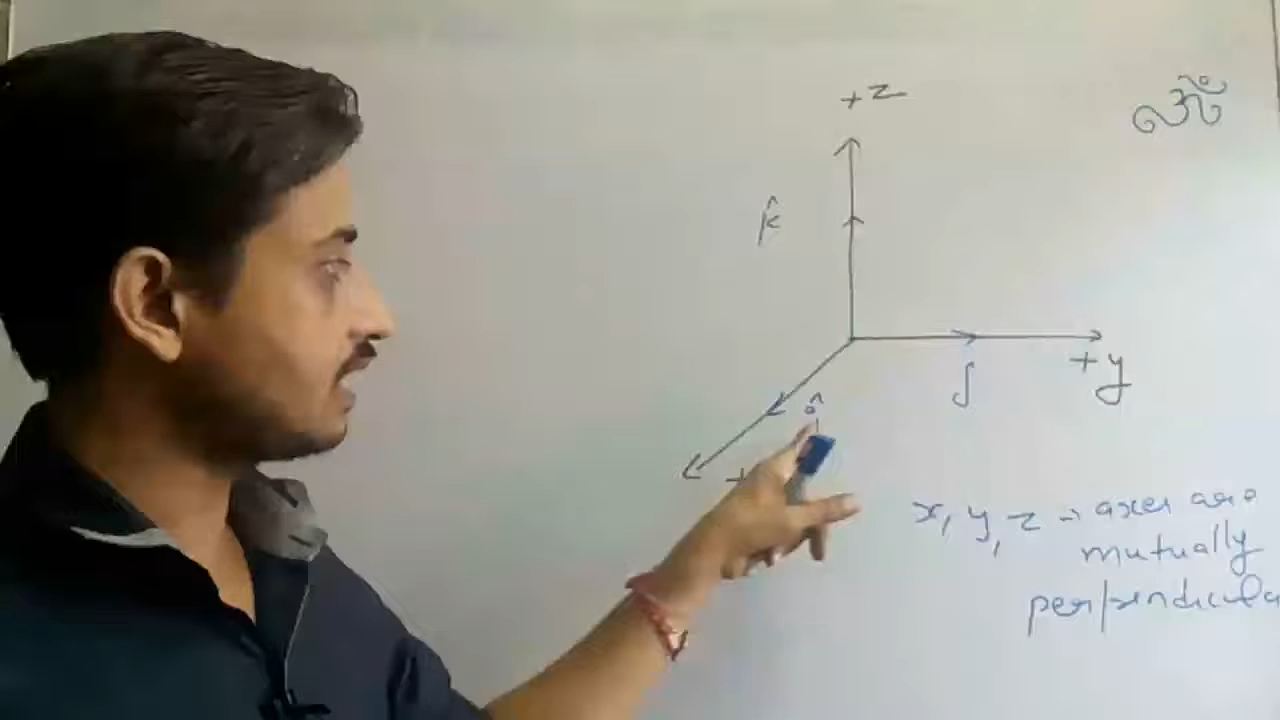 +z
ॐ
k̂
+y
j
î
+
x, y, z → axes are
mutually
perpendicula